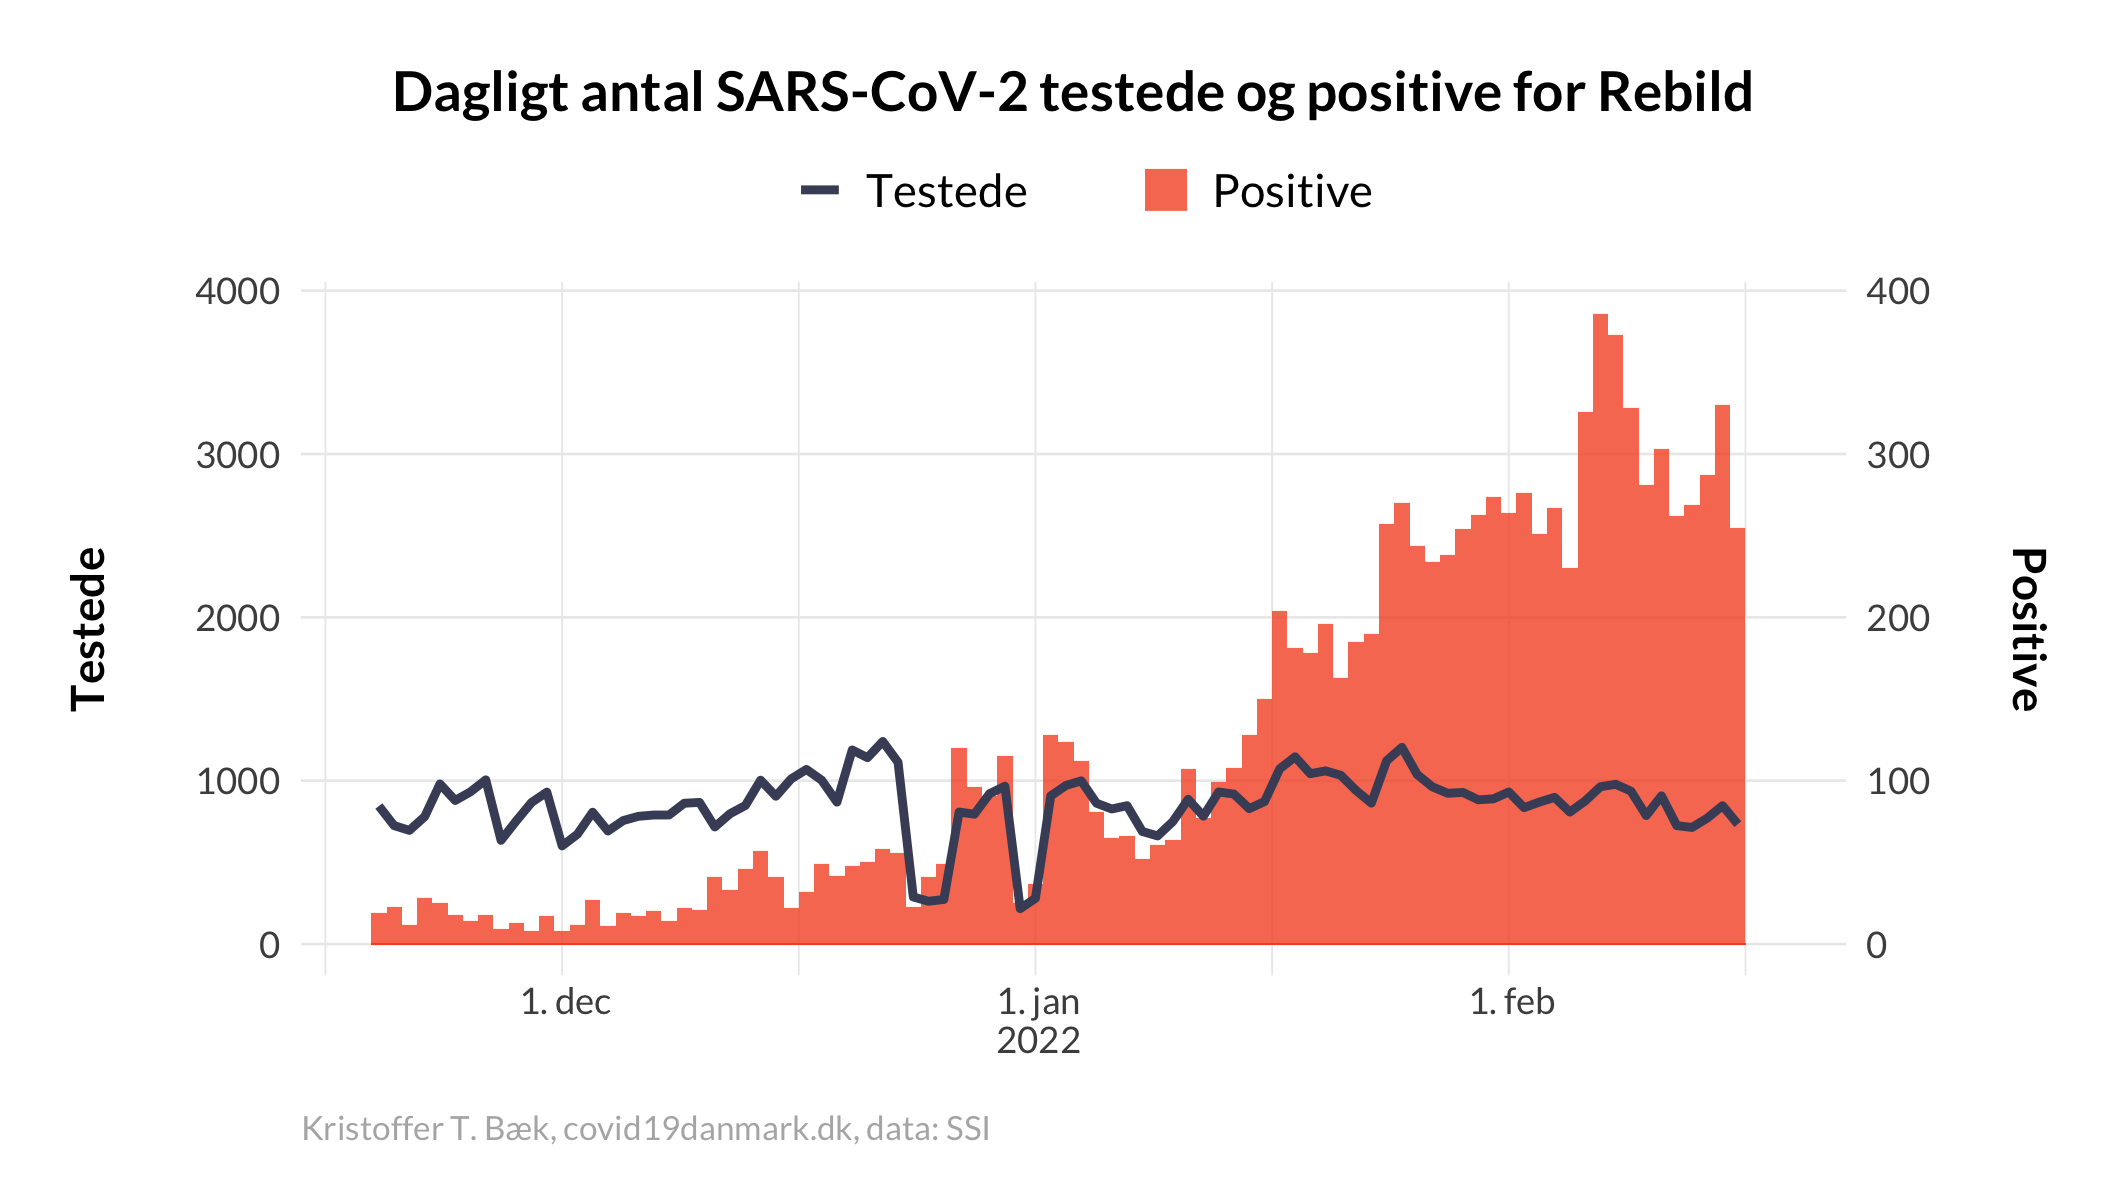 Dagligt antal SARS-CoV-2 testede og positive for Rebild
Testede
Positive
4000
3000
2000
1000
0
400
300
200
100
0
Testede
Positive
1. dec
1. jan
2022
1. feb
Kristoffer T. Bæk, covid19danmark.dk, data: SSI